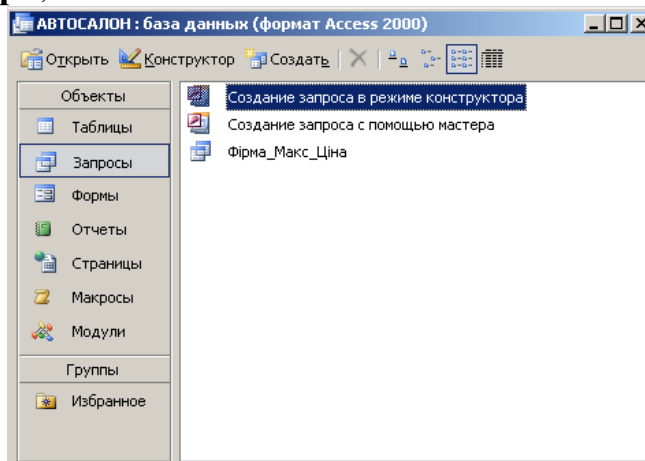 АВТОСАЛОН : база данных (формат Access 2000)
Открыть Конструктор Создать
Объекты
Таблицы
Запросы
Формы
Отчеты
Страницы
Макросы
Модули
Группы
Избранное
Создание запроса в режиме конструктора
Создание запроса с помощью мастера
Фірма_Макс_Ціна